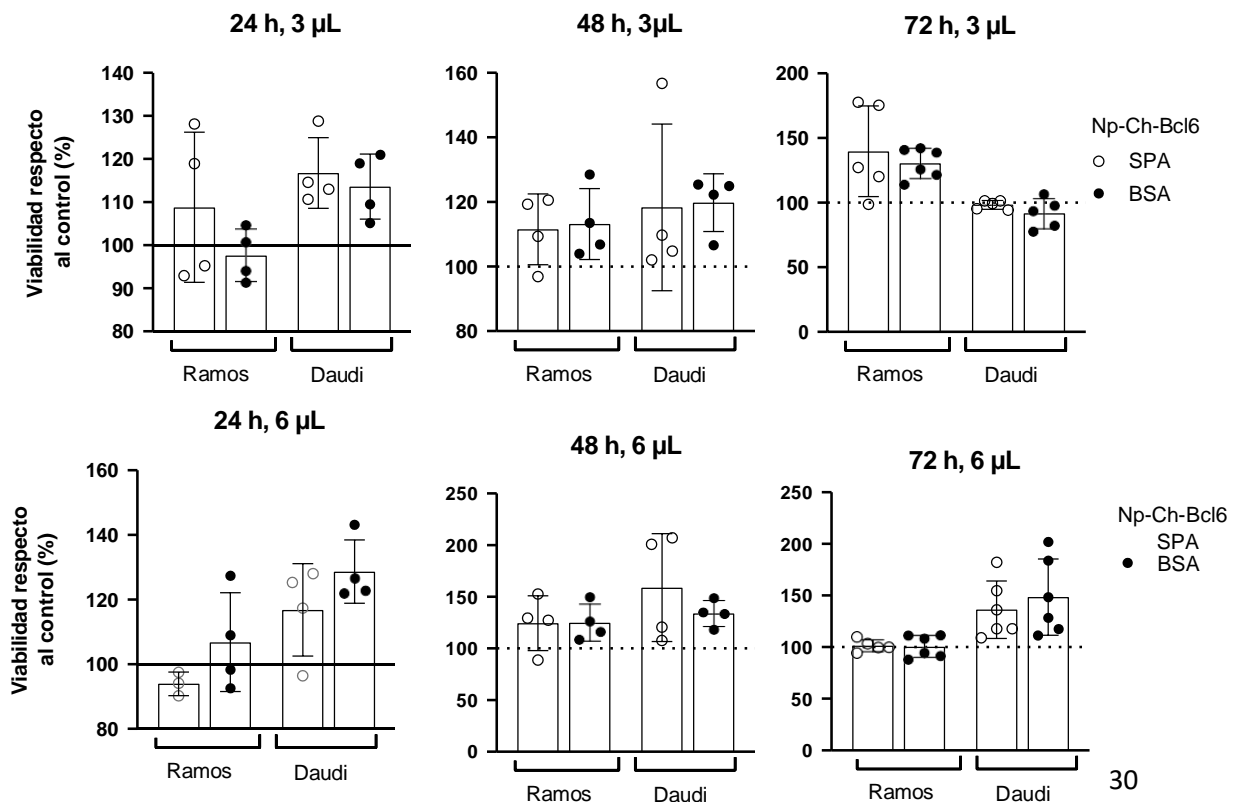 24 h, 3 µL
48 h, 3µL
72 h, 3 µL
Viabilidad respecto
al control (%)
140
130
120
110
100
90
80
160
140
120
100
80
200
150
100
50
0
Np-Ch-Bcl6
SPA
BSA
Ramos
Daudi
Ramos
Daudi
Ramos
Daudi
24 h, 6 µL
48 h, 6 µL
72 h, 6 µL
Viabilidad respecto
al control (%)
160
140
120
100
80
250
200
150
100
50
0
250
200
150
100
50
0
Np-Ch-Bcl6
SPA
BSA
Ramos
Daudi
Ramos
Daudi
Ramos
Daudi
30